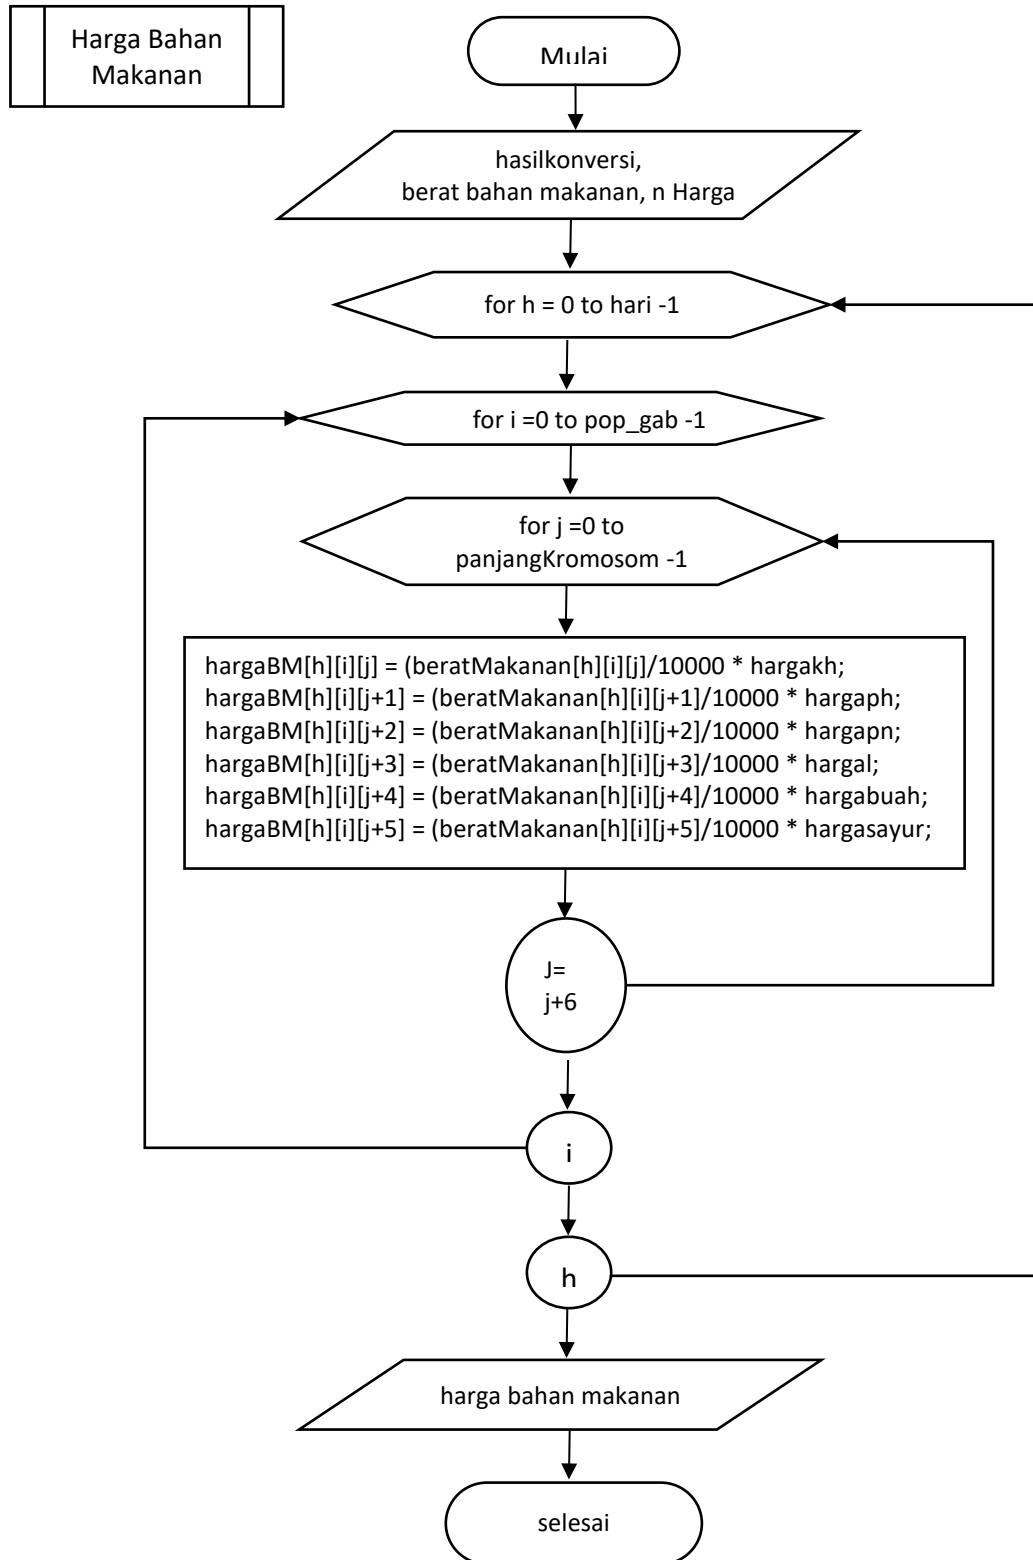 Harga Bahan
Makanan
Mulai
hasilkonversi,
berat bahan makanan, n Harga
for h = 0 to hari -1
for i =0 to pop_gab -1
for j =0 to
panjangKromosom -1
hargaBM[h][i][j] = (beratMakanan[h][i][j]/10000 * hargakh;
hargaBM[h][i][j+1] = (beratMakanan[h][i][j+1]/10000 * hargaph;
hargaBM[h][i][j+2] = (beratMakanan[h][i][j+2]/10000 * hargapn;
hargaBM[h][i][j+3] = (beratMakanan[h][i][j+3]/10000 * hargal;
hargaBM[h][i][j+4] = (beratMakanan[h][i][j+4]/10000 * hargabuah;
hargaBM[h][i][j+5] = (beratMakanan[h][i][j+5]/10000 * hargasayur;
J=
j+6
i
h
harga bahan makanan
selesai